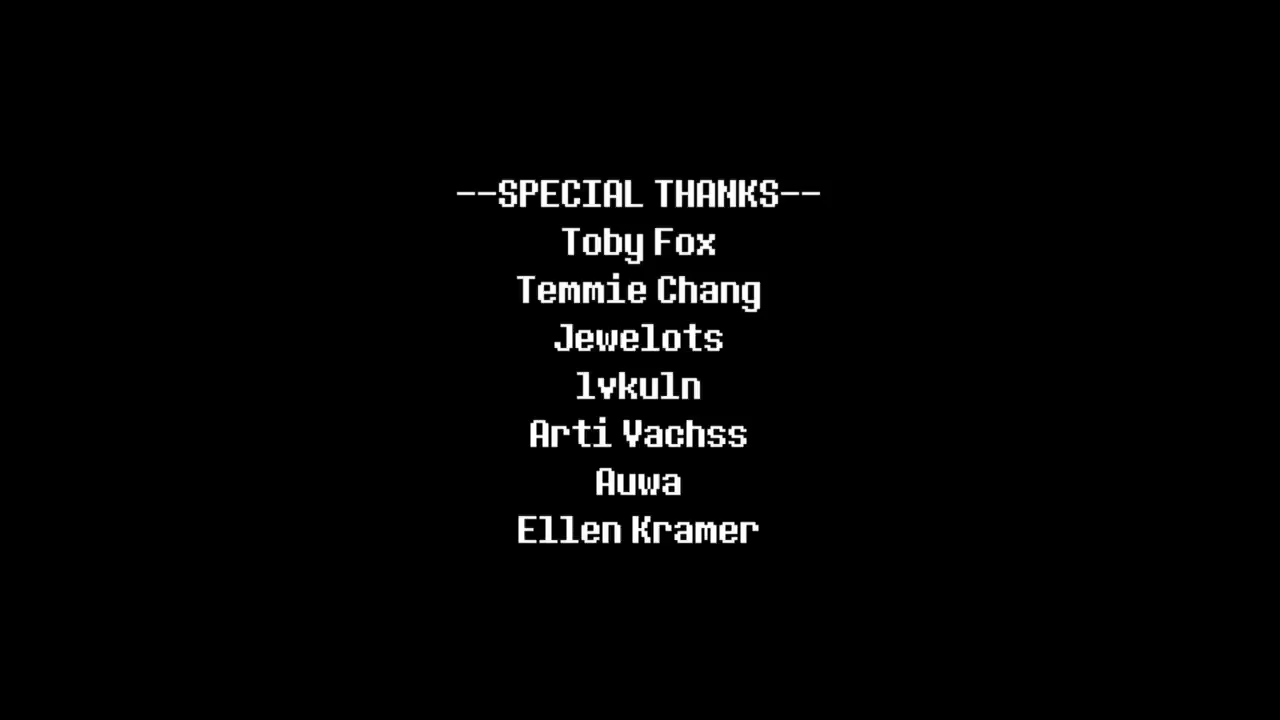 --SPECIAL THANKS--
Toby Fox
Temmie Chang
Jewelots
lvkuln
Arti Vachss
Auwa
Ellen Kramer